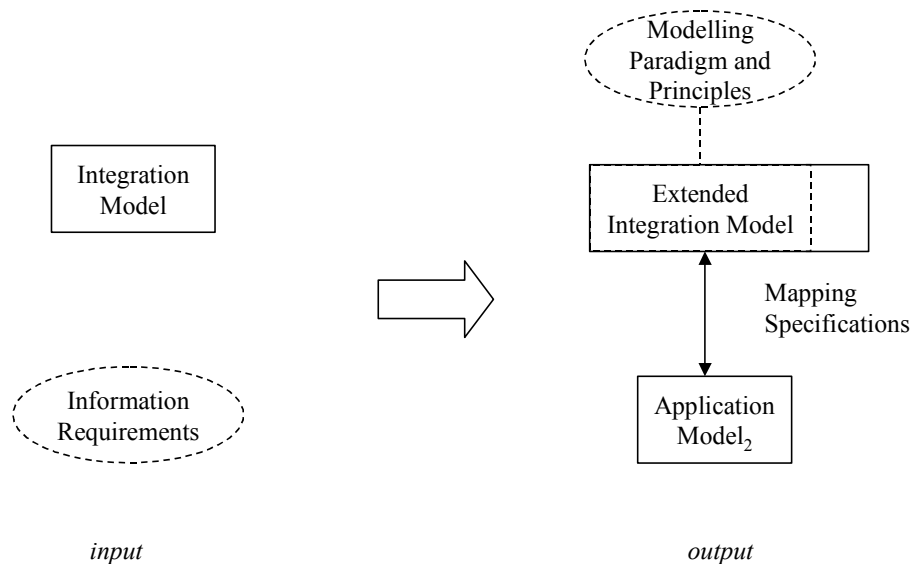 Modelling
Paradigm and
Principles
Integration
Model
Extended
Integration Model
Mapping
Specifications
Information
Requirements
Application
Model₂
input
output